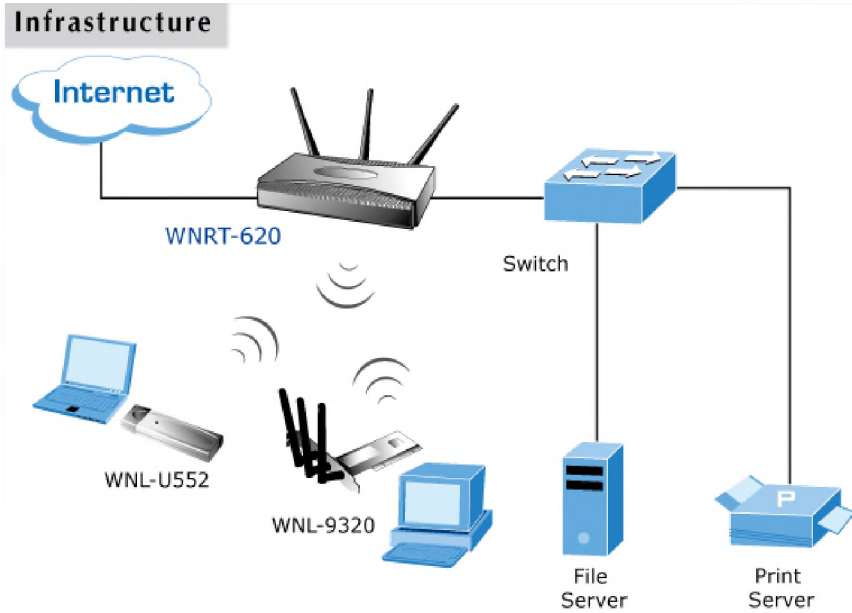 Infrastructure
Internet
WNRT-620
Switch
WNL-U552
WNL-9320
P
File
Server
Print
Server